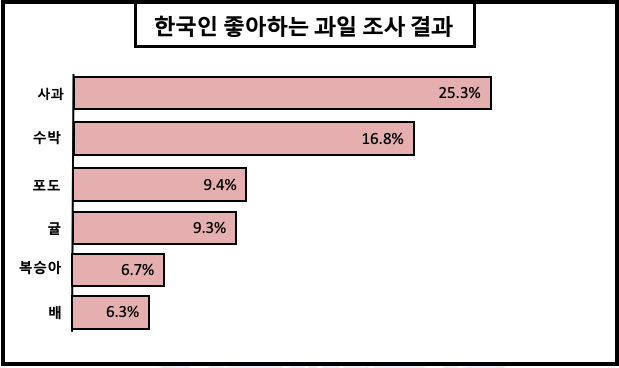 한국인 좋아하는 과일 조사 결과
사과 25.3%
수박 16.8%
포도 9.4%
귤 9.3%
복숭아 6.7%
배 6.3%